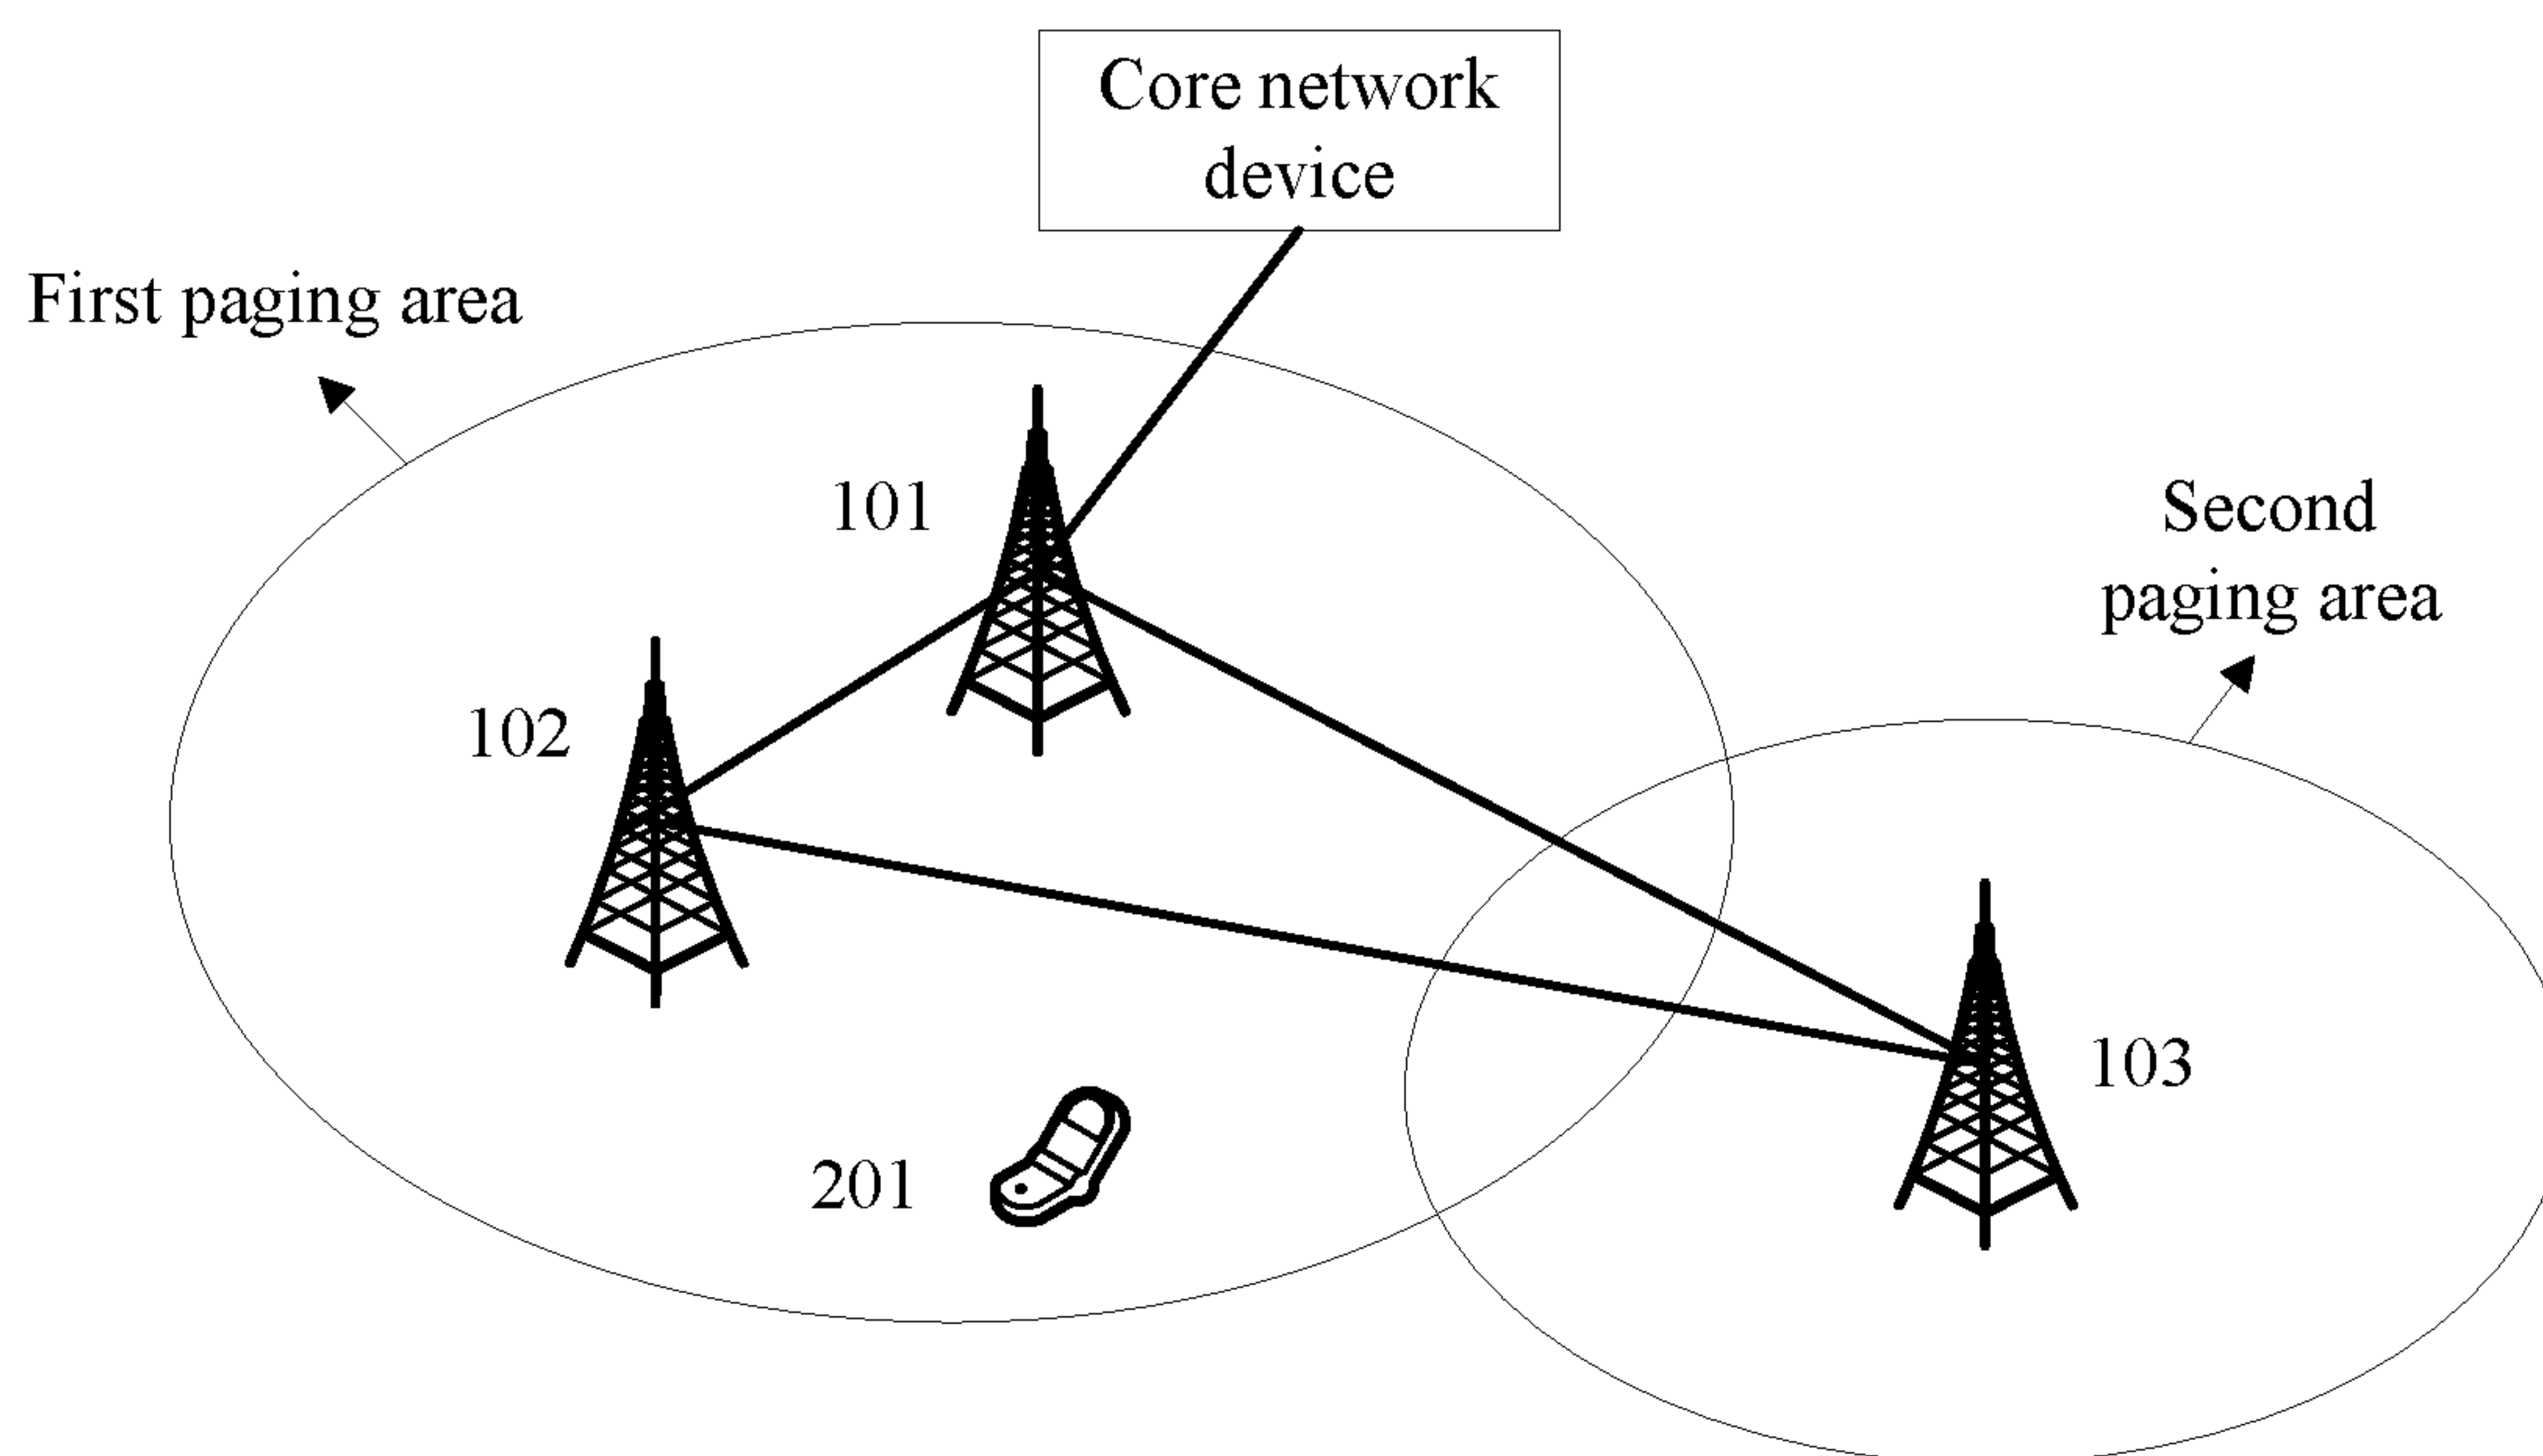 Core network
device
First paging area
101
Second
paging area
102
103
201